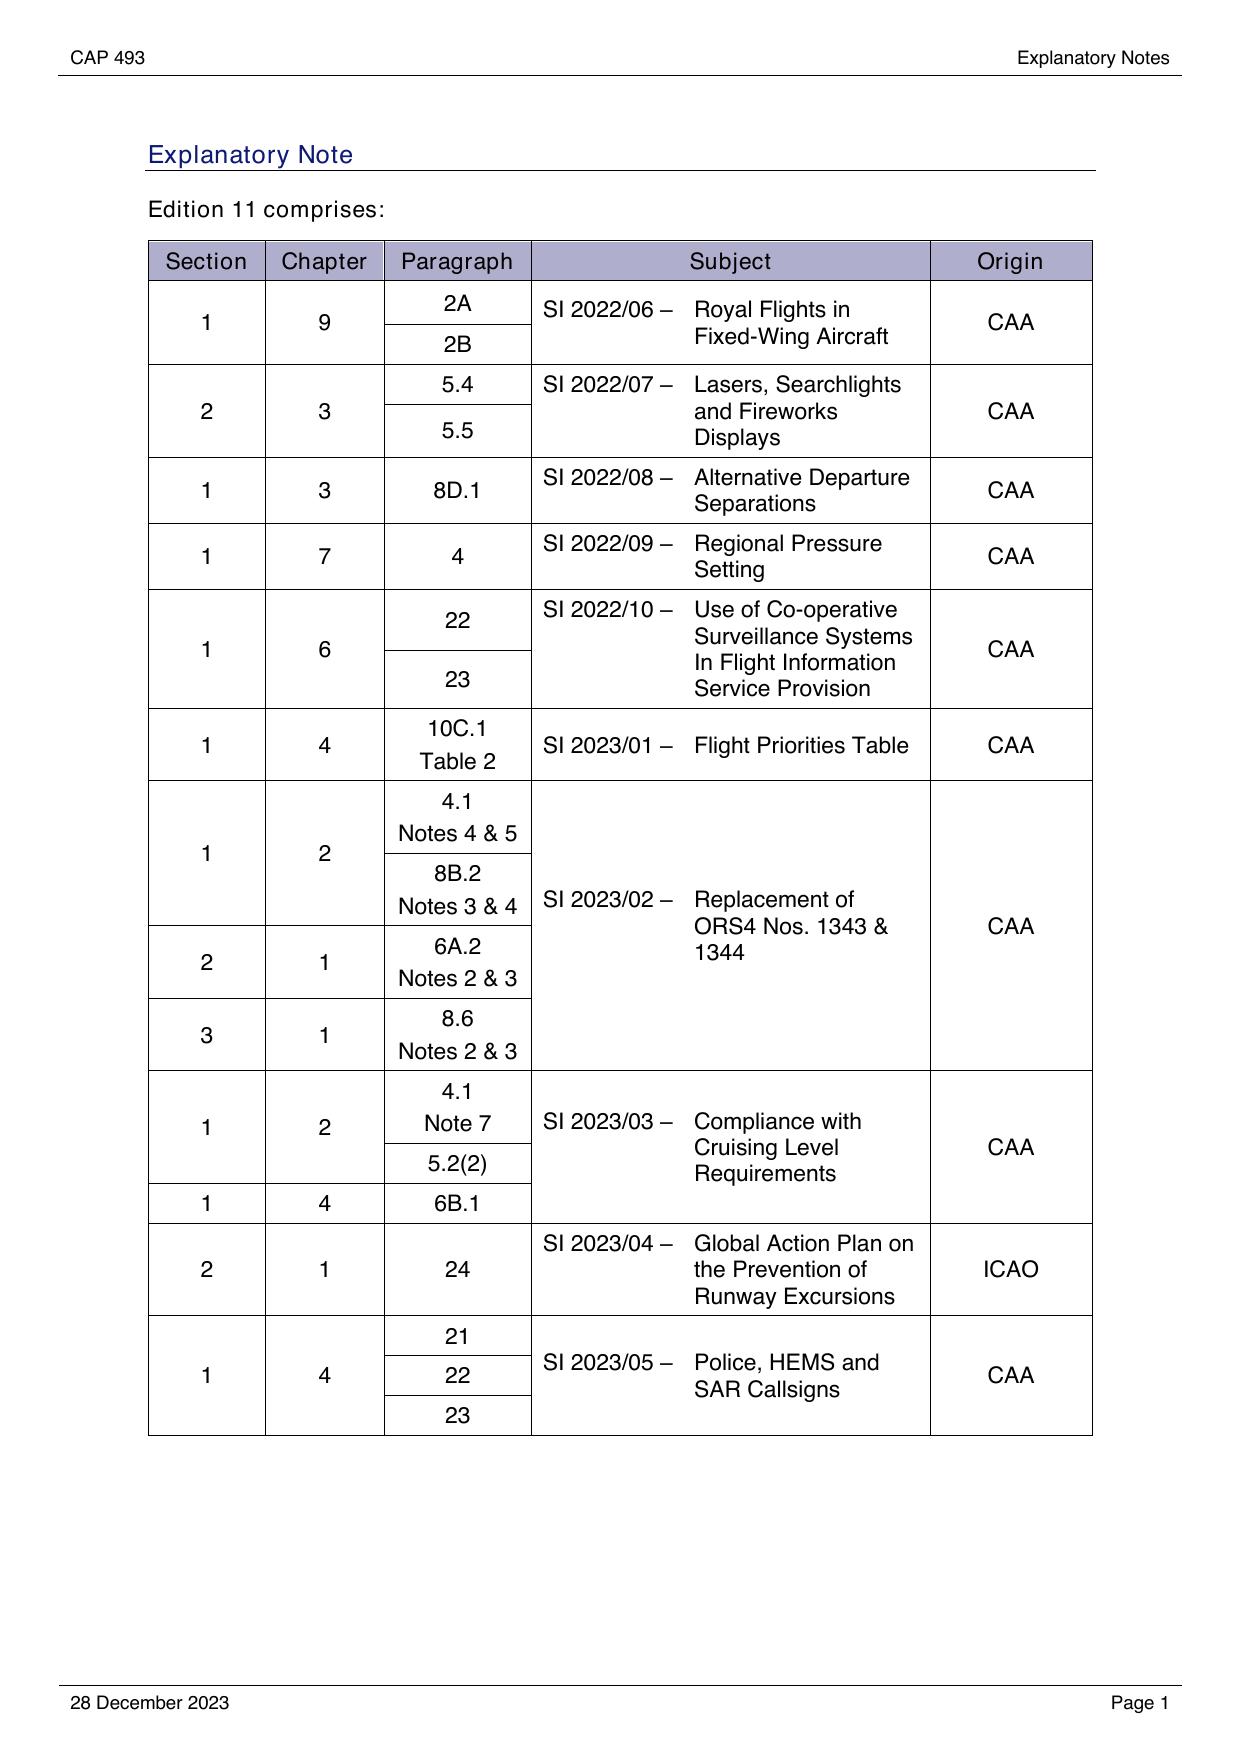 CAP 493 Explanatory Notes
Explanatory Note
Edition 11 comprises:
Section Chapter Paragraph Subject Origin
1 9 2A SI 2022/06 – Royal Flights in CAA
2B Fixed-Wing Aircraft
2 3 5.4 SI 2022/07 – Lasers, Searchlights CAA
and Fireworks
5.5 Displays
1 3 8D.1 SI 2022/08 – Alternative Departure CAA
Separations
1 7 4 SI 2022/09 – Regional Pressure CAA
Setting
1 6 22 SI 2022/10 – Use of Co-operative CAA
Surveillance Systems
In Flight Information
23 Service Provision
1 4 10C.1 SI 2023/01 – Flight Priorities Table CAA
Table 2
1 2 4.1
Notes 4 & 5
8B.2
Notes 3 & 4
SI 2023/02 – Replacement of CAA
ORS4 Nos. 1343 &
1344
2 1 6A.2
Notes 2 & 3
3 1 8.6
Notes 2 & 3
1 2 4.1
Note 7
SI 2023/03 – Compliance with CAA
Cruising Level
Requirements
5.2(2)
1 4 6B.1
2 1 24 SI 2023/04 – Global Action Plan on ICAO
the Prevention of
Runway Excursions
1 4 21 SI 2023/05 – Police, HEMS and CAA
22 SAR Callsigns
23
28 December 2023 Page 1